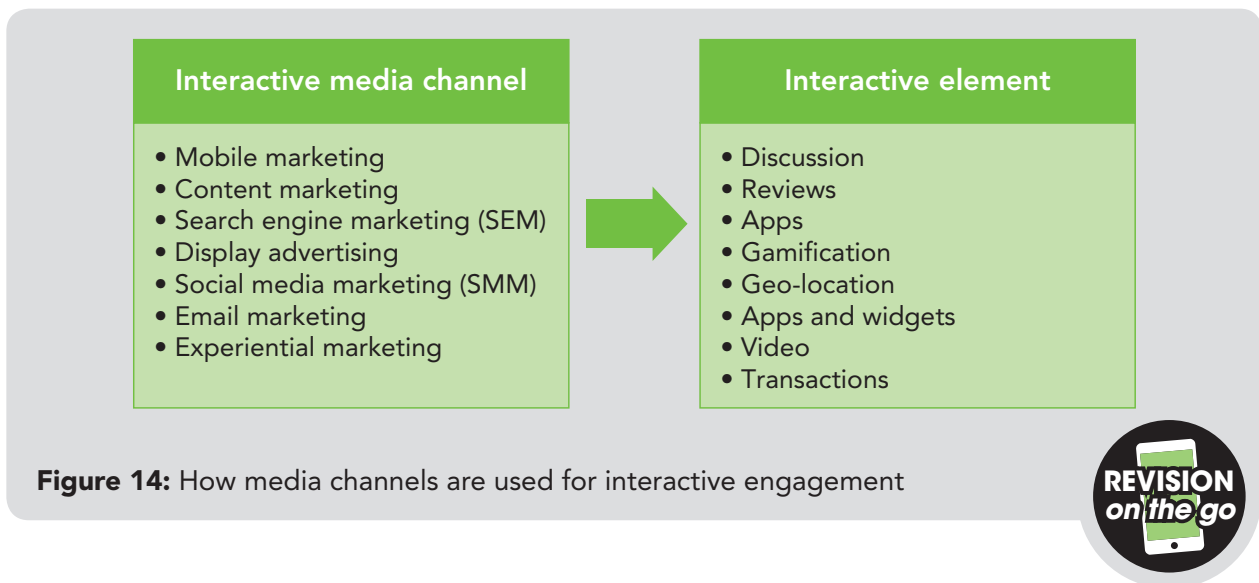 Interactive media channel
• Mobile marketing
• Content marketing
• Search engine marketing (SEM)
• Display advertising
• Social media marketing (SMM)
• Email marketing
• Experiential marketing
Interactive element
• Discussion
• Reviews
• Apps
• Gamification
• Geo-location
• Apps and widgets
• Video
• Transactions
Figure 14: How media channels are used for interactive engagement
REVISION
on the go